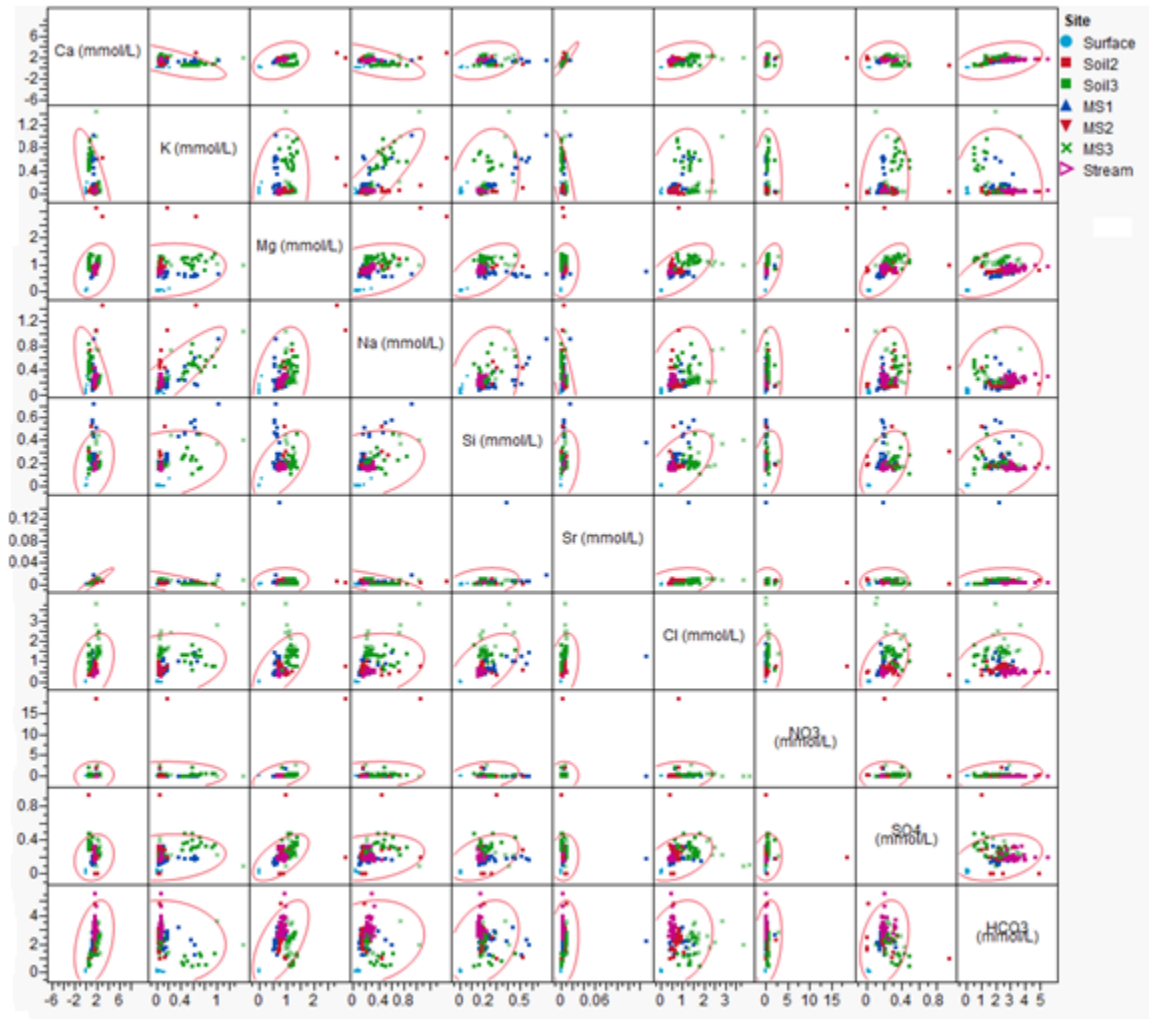 Site
Surface
Soil2
Soil3
MS1
MS2
MS3
Stream
6
2
-2
-6
Ca (mmol/L)
1.2
0.8
0.4
0
K (mmol/L)
2
1
0
Mg (mmol/L)
1.2
0.8
0.4
0
Na (mmol/L)
0.6
0.4
0.2
0
Si (mmol/L)
0.12
0.08
0.04
0
Sr (mmol/L)
3
2
1
0
Cl (mmol/L)
15
10
5
0
NO3
(mmol/L)
0.8
0.4
0
SO4
(mmol/L)
4
2
0
HCO3
(mmol/L)
-6 -2 2 6 0 0.4 1 0 1 2 0 0.4 0.8 0 0.2 0.5 0 0.06 0 1 2 3 0 5 10 15 0 0.4 0.8 0 1 2 3 4 5